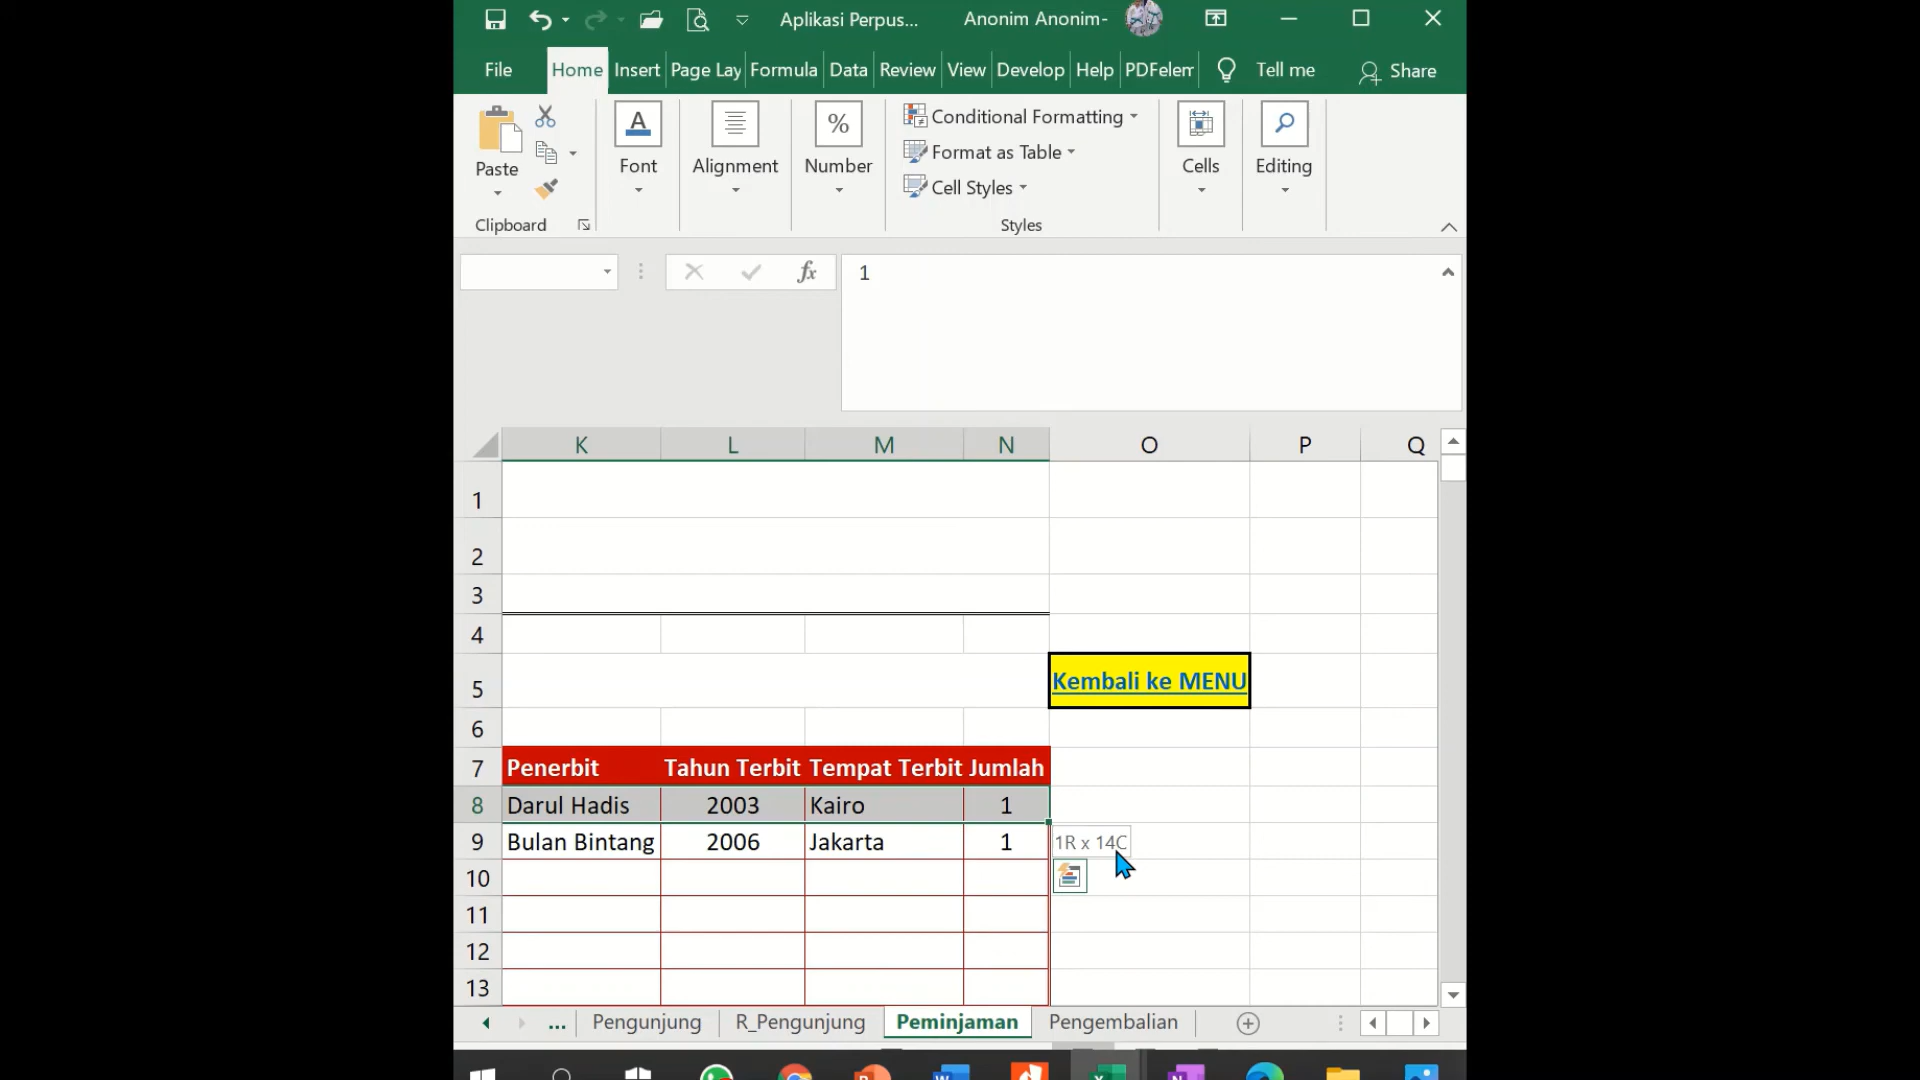 Aplikasi Perpus... Anonim Anonim-
File Home Insert Page Lay Formula Data Review View Develop Help PDFelem Tell me Share
Paste
Font
Alignment
Number
Conditional Formatting
Format as Table
Cell Styles
Cells
Editing
Clipboard
Styles
fx
1
K L M N O P Q
1
2
3
4
5 Kembali ke MENU
6
7 Penerbit Tahun Terbit Tempat Terbit Jumlah
8 Darul Hadis 2003 Kairo 1
9 Bulan Bintang 2006 Jakarta 1
1R x 14C
10
11
12
13
... Pengunjung R_Pengunjung Peminjaman Pengembalian